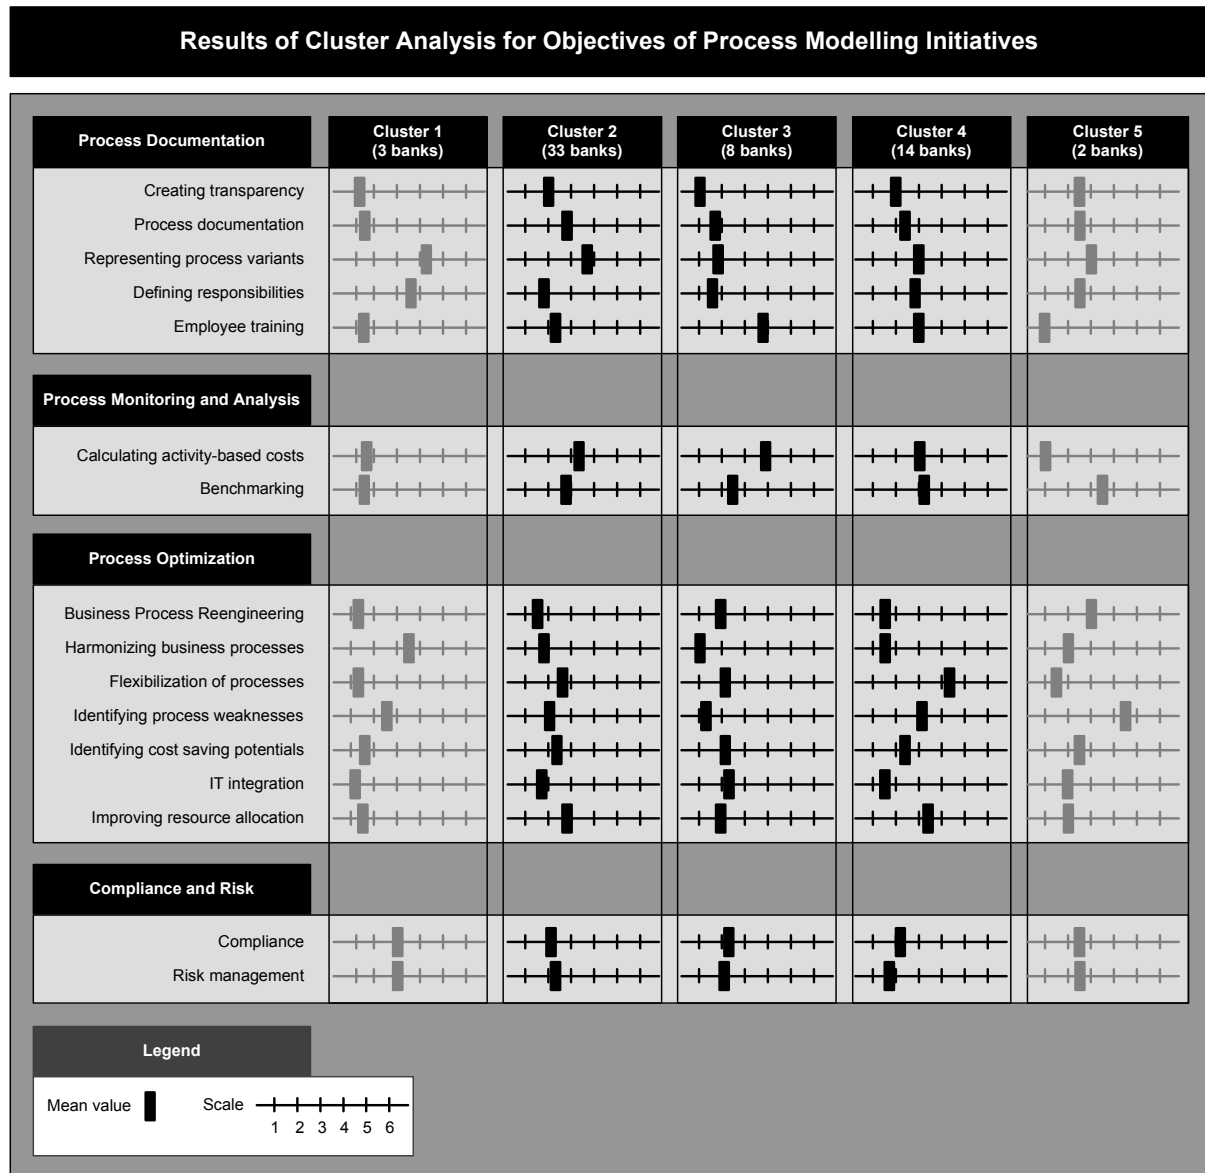 Results of Cluster Analysis for Objectives of Process Modelling Initiatives
Process Documentation
Cluster 1
(3 banks)
Cluster 2
(33 banks)
Cluster 3
(8 banks)
Cluster 4
(14 banks)
Cluster 5
(2 banks)
Creating transparency
Process documentation
Representing process variants
Defining responsibilities
Employee training
Process Monitoring and Analysis
Calculating activity-based costs
Benchmarking
Process Optimization
Business Process Reengineering
Harmonizing business processes
Flexibilization of processes
Identifying process weaknesses
Identifying cost saving potentials
IT integration
Improving resource allocation
Compliance and Risk
Compliance
Risk management
Legend
Mean value
Scale
1 2 3 4 5 6